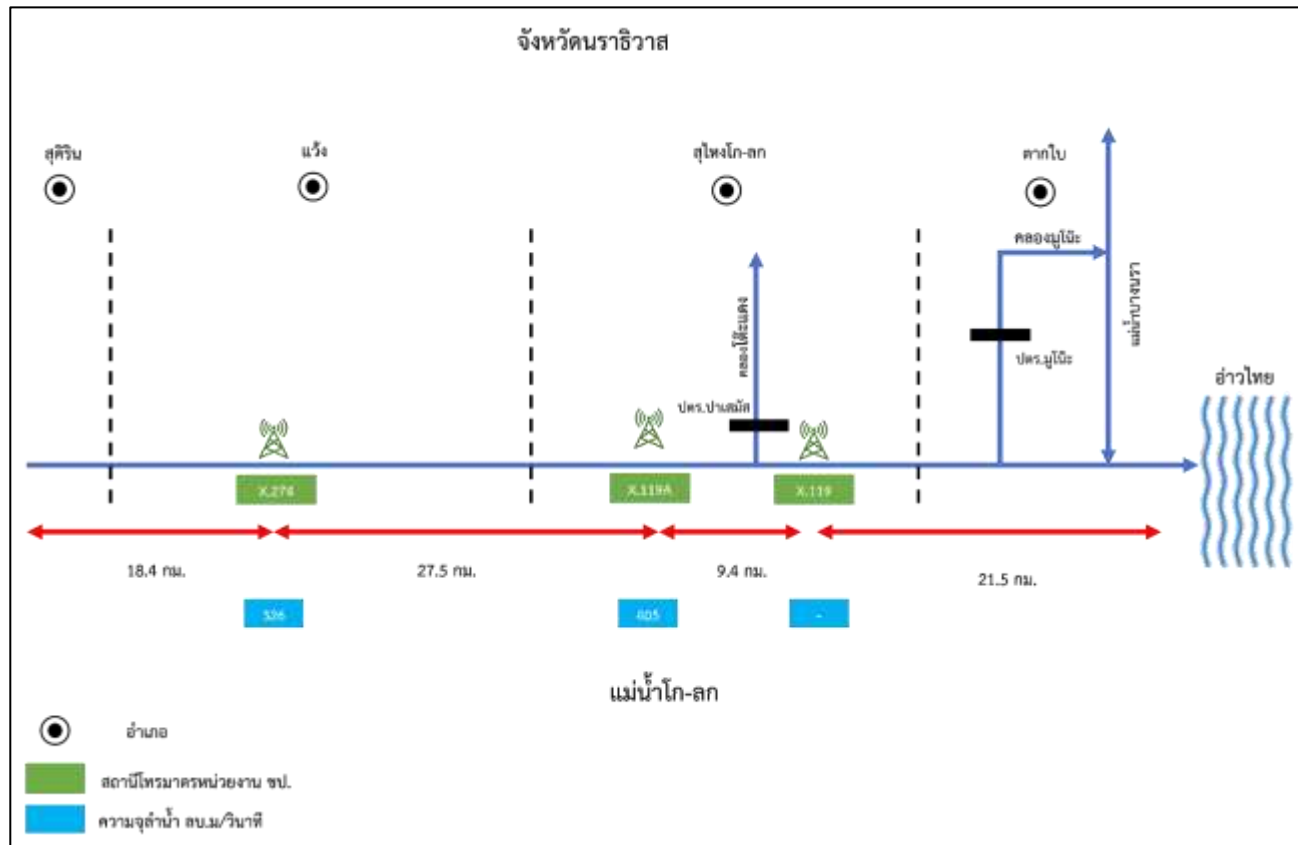 จังหวัดนราธิวาส
สุคิริน
แว้ง
สุไหงโก-ลก
ตากใบ
คลองมูโน๊ะ
คลองโต๊ะแดง
แม่น้ำบางนรา
ปตร.มูโน๊ะ
อ่าวไทย
ปตร.ปาเสมัส
X.274
X.119A
X.119
18.4 กม.
27.5 กม.
9.4 กม.
21.5 กม.
-
แม่น้ำโก-ลก
อำเภอ
สถานีโทรมาตรหน่วยงาน ชป.
ความจุลำน้ำ ลบ.ม/วินาที